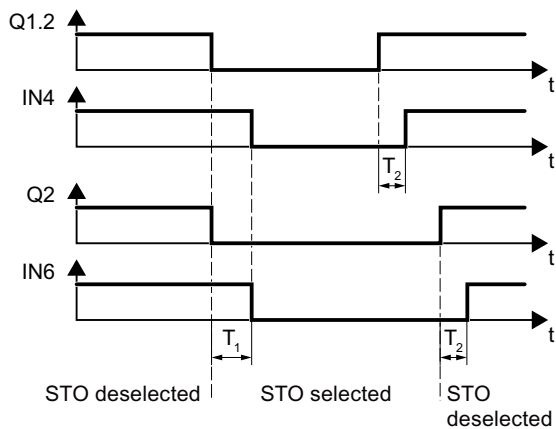 Q1.2
t
IN4
t
T2
Q2
t
IN6
t
T1
T2
STO deselected
STO selected
STO
deselected